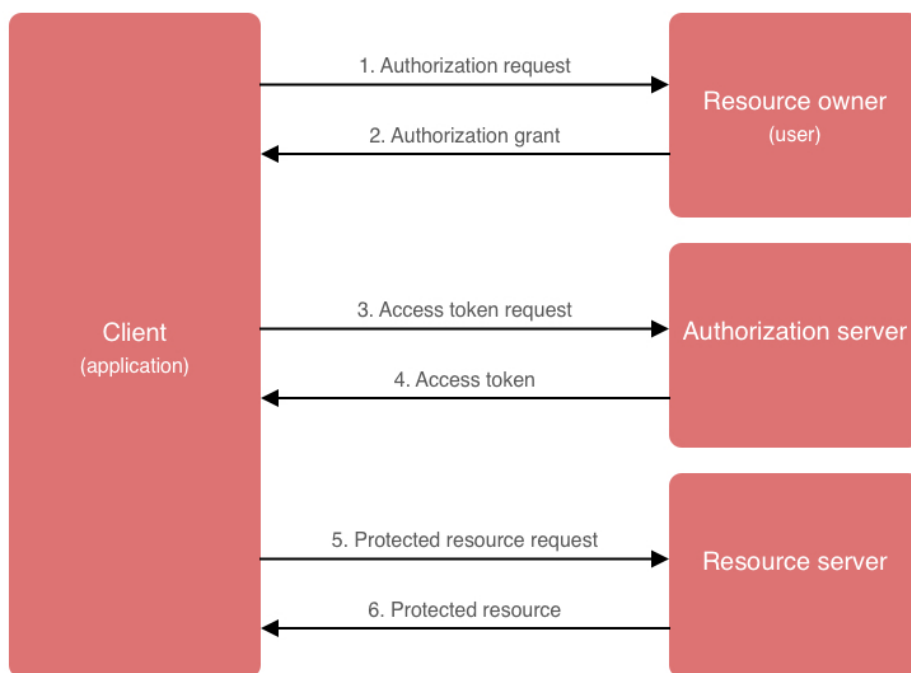 1. Authorization request
Resource owner
(user)
2. Authorization grant
Client
(application)
3. Access token request
Authorization server
4. Access token
5. Protected resource request
Resource server
6. Protected resource